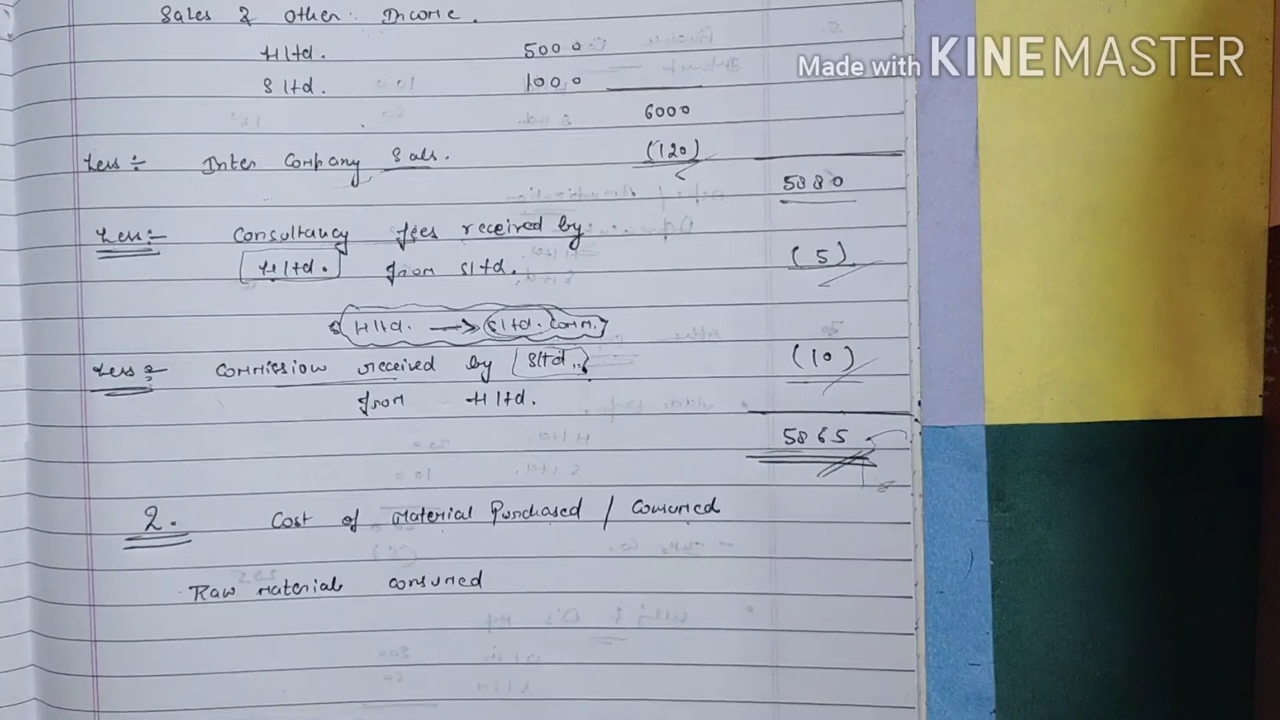 Sales & Other Income.
H ltd. 5000
S ltd. 1000
6000
Less :- Inter Company Sals. (120)
5880
Less :- Consultancy fees received by
H ltd. from S ltd. (5)
H ltd. → S ltd. Comm.
Less :- Commission received by S ltd. (10)
from H ltd.
5865
2. Cost of Material Purchased / Consumed
Raw Material Consumed
Made with KINEMASTER